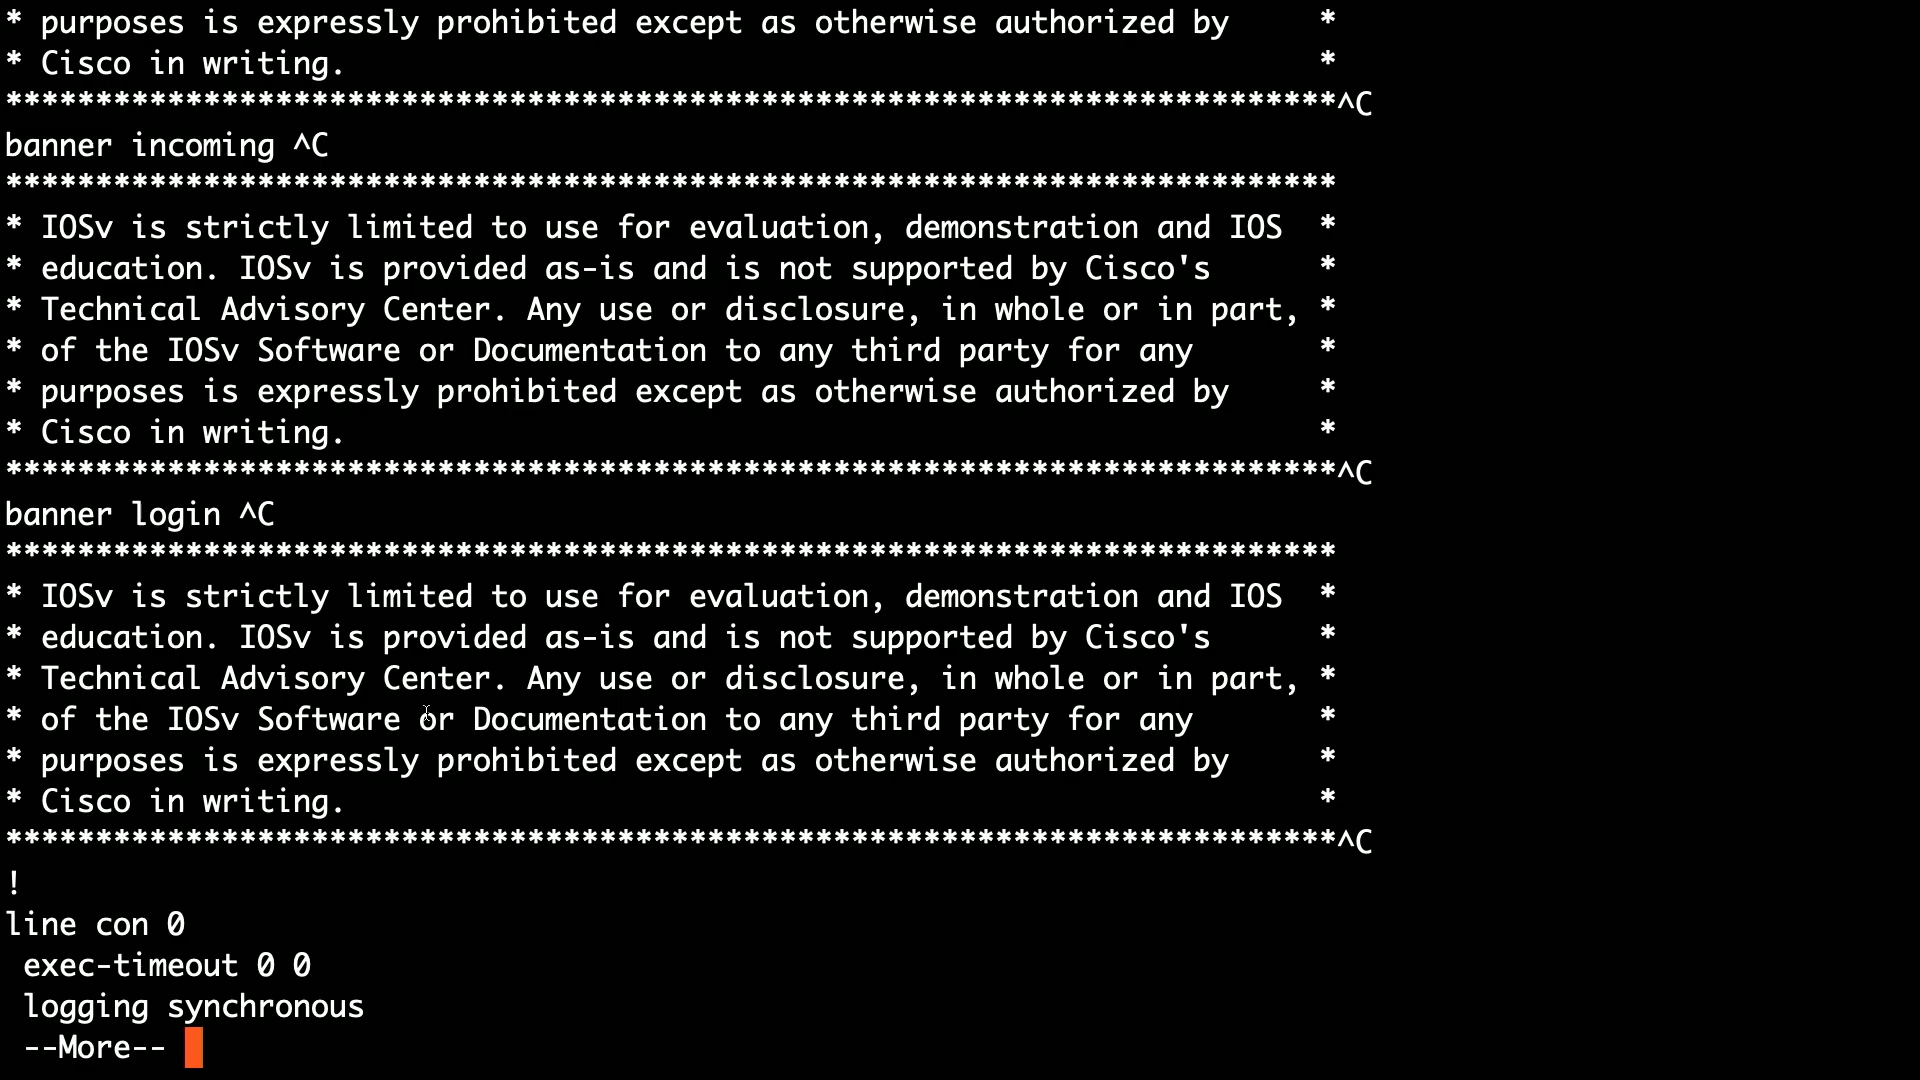 * purposes is expressly prohibited except as otherwise authorized by     *
* Cisco in writing.                                                      *
**************************************************************************^C
banner incoming ^C
**************************************************************************
* IOSv is strictly limited to use for evaluation, demonstration and IOS  *
* education. IOSv is provided as-is and is not supported by Cisco's      *
* Technical Advisory Center. Any use or disclosure, in whole or in part, *
* of the IOSv Software or Documentation to any third party for any       *
* purposes is expressly prohibited except as otherwise authorized by     *
* Cisco in writing.                                                      *
**************************************************************************^C
banner login ^C
**************************************************************************
* IOSv is strictly limited to use for evaluation, demonstration and IOS  *
* education. IOSv is provided as-is and is not supported by Cisco's      *
* Technical Advisory Center. Any use or disclosure, in whole or in part, *
* of the IOSv Software or Documentation to any third party for any       *
* purposes is expressly prohibited except as otherwise authorized by     *
* Cisco in writing.                                                      *
**************************************************************************^C
!
line con 0
 exec-timeout 0 0
 logging synchronous
 --More--